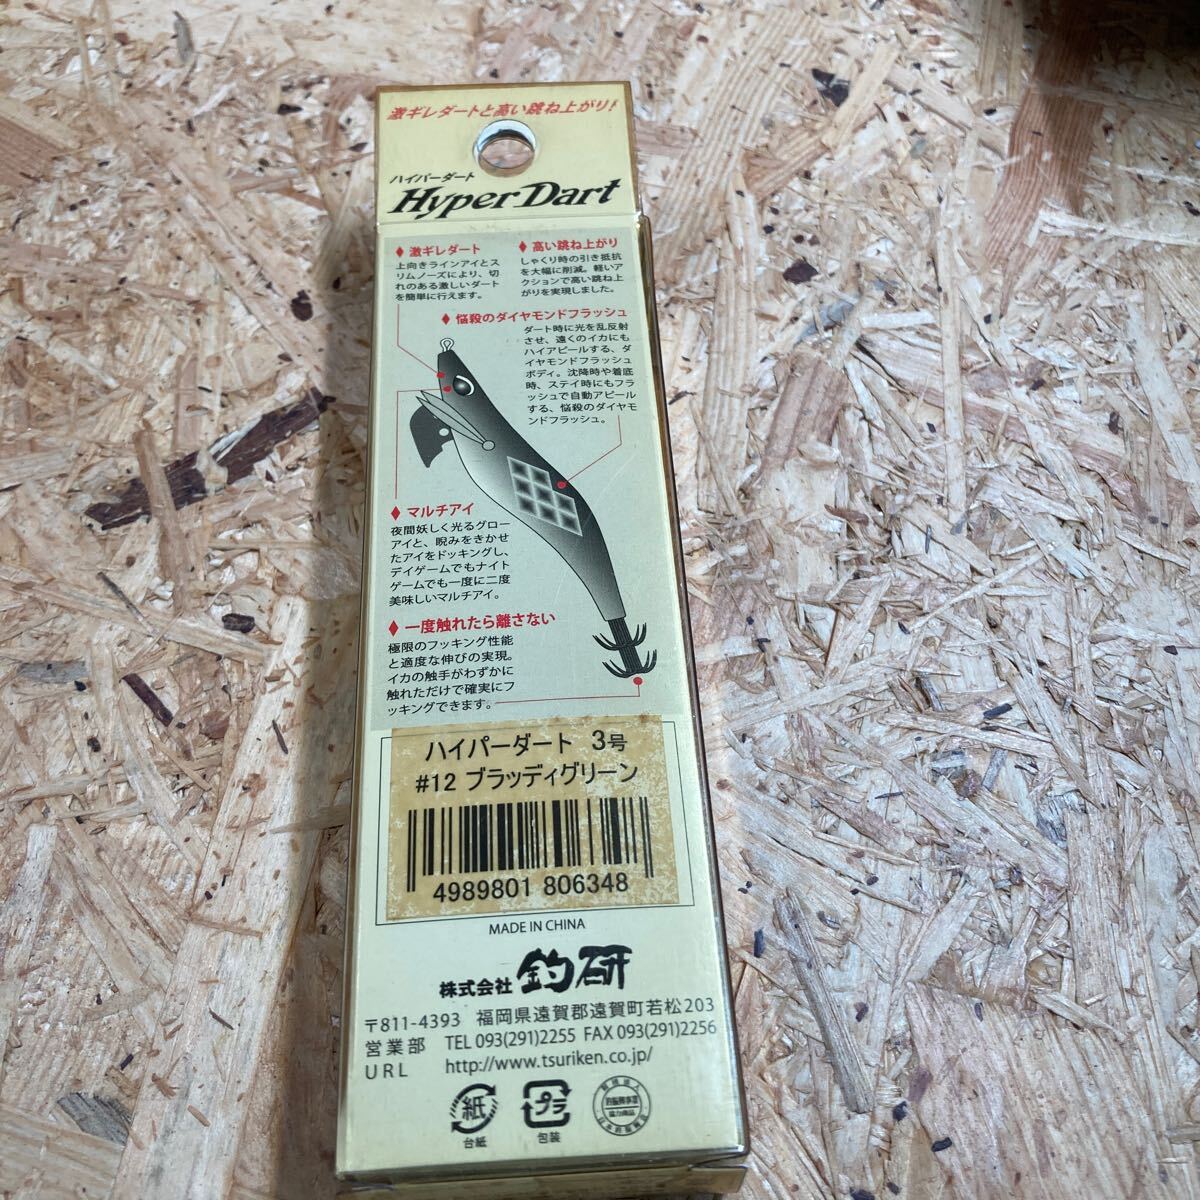 激ギレダートと高い跳ね上がり!
ハイパーダート
Hyper Dart
♦ 激ギレダート
上向きラインアイとス
リムノーズにより、切
れのある激しいダート
を簡単に行えます。
♦ 高い跳ね上がり
しゃくり時の引き抵抗
を大幅に削減。軽いア
クションで高い跳ね上
がりを実現しました。
♦ 悩殺のダイヤモンドフラッシュ
ダート時に光を乱反射
させ、遠くのイカにも
ハイアピールする、ダ
イヤモンドフラッシュ
ボディ。沈降時や着底
時、ステイ時にもフラ
ッシュで自動アピール
する、悩殺のダイヤモ
ンドフラッシュ。
♦ マルチアイ
夜間妖しく光るグロー
アイと、睨みをきかせ
たアイをドッキングし、
デイゲームでもナイト
ゲームでも一度に二度
美味しいマルチアイ。
♦ 一度触れたら離さない
極限のフッキング性能
と適度な伸びの実現。
イカの触手がわずかに
触れただけで確実にフ
ッキングできます。
ハイパーダート 3号
#12 ブラッディグリーン
4989801 806348
MADE IN CHINA
株式会社 釣研
〒811-4393 福岡県遠賀郡遠賀町若松203
営業部 TEL 093(291)2255 FAX 093(291)2256
URL http://www.tsuriken.co.jp/
紙
台紙
プラ
包装